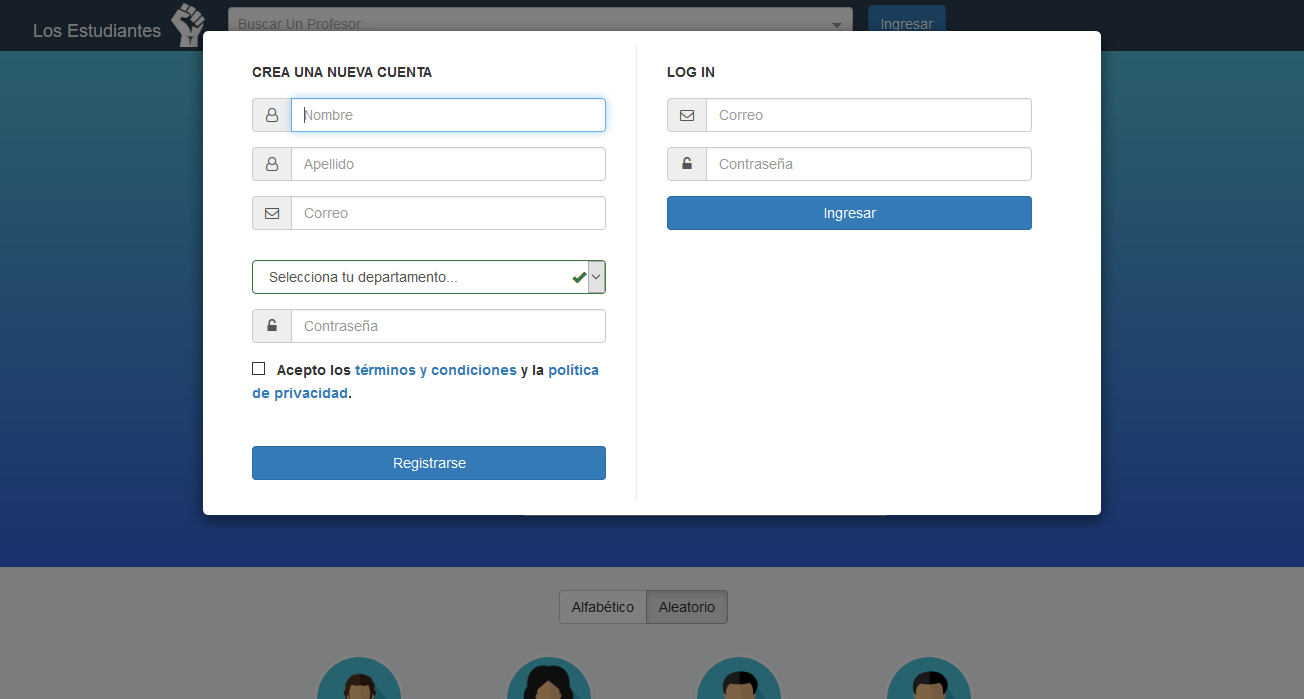 Los Estudiantes
Buscar Un Profesor...
Ingresar
CREA UNA NUEVA CUENTA
Nombre
Apellido
Correo
Selecciona tu departamento...
Contraseña
Acepto los términos y condiciones y la política
de privacidad.
Registrarse
LOG IN
Correo
Contraseña
Ingresar
Alfabético
Aleatorio